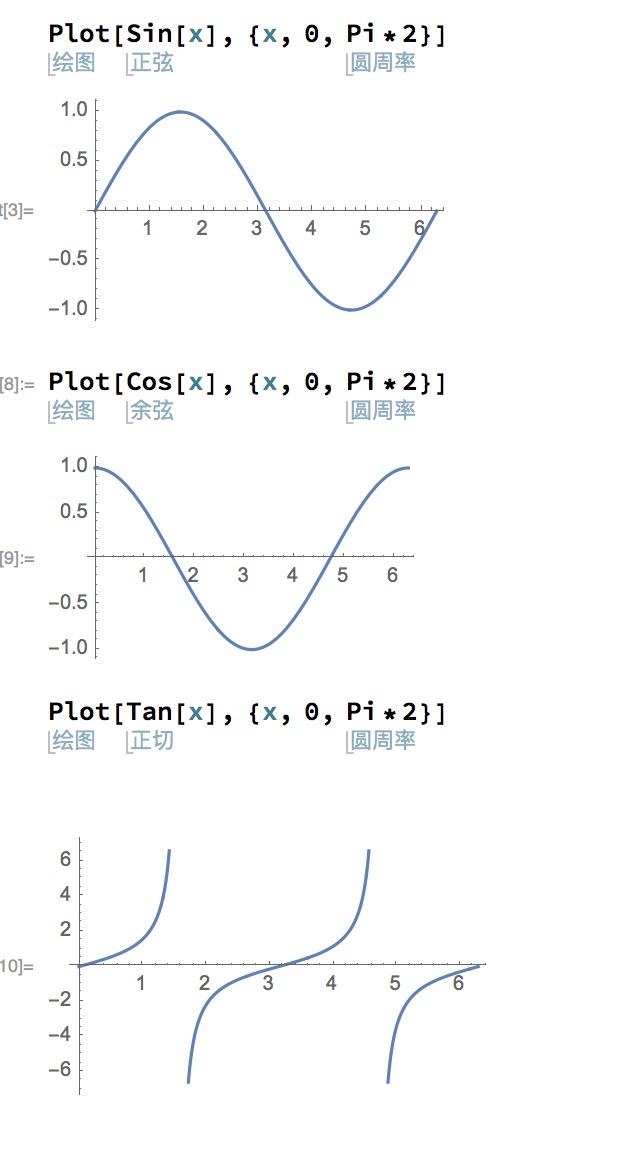 Plot[Sin[x], {x, 0, Pi * 2}]
绘图 正弦 圆周率
1.0
0.5
t[3]=
1 2 3 4 5 6
−0.5
−1.0
[8]:= Plot[Cos[x], {x, 0, Pi * 2}]
绘图 余弦 圆周率
1.0
0.5
[9]:=
1 2 3 4 5 6
−0.5
−1.0
Plot[Tan[x], {x, 0, Pi * 2}]
绘图 正切 圆周率
6
4
2
10]=
1 2 3 4 5 6
−2
−4
−6